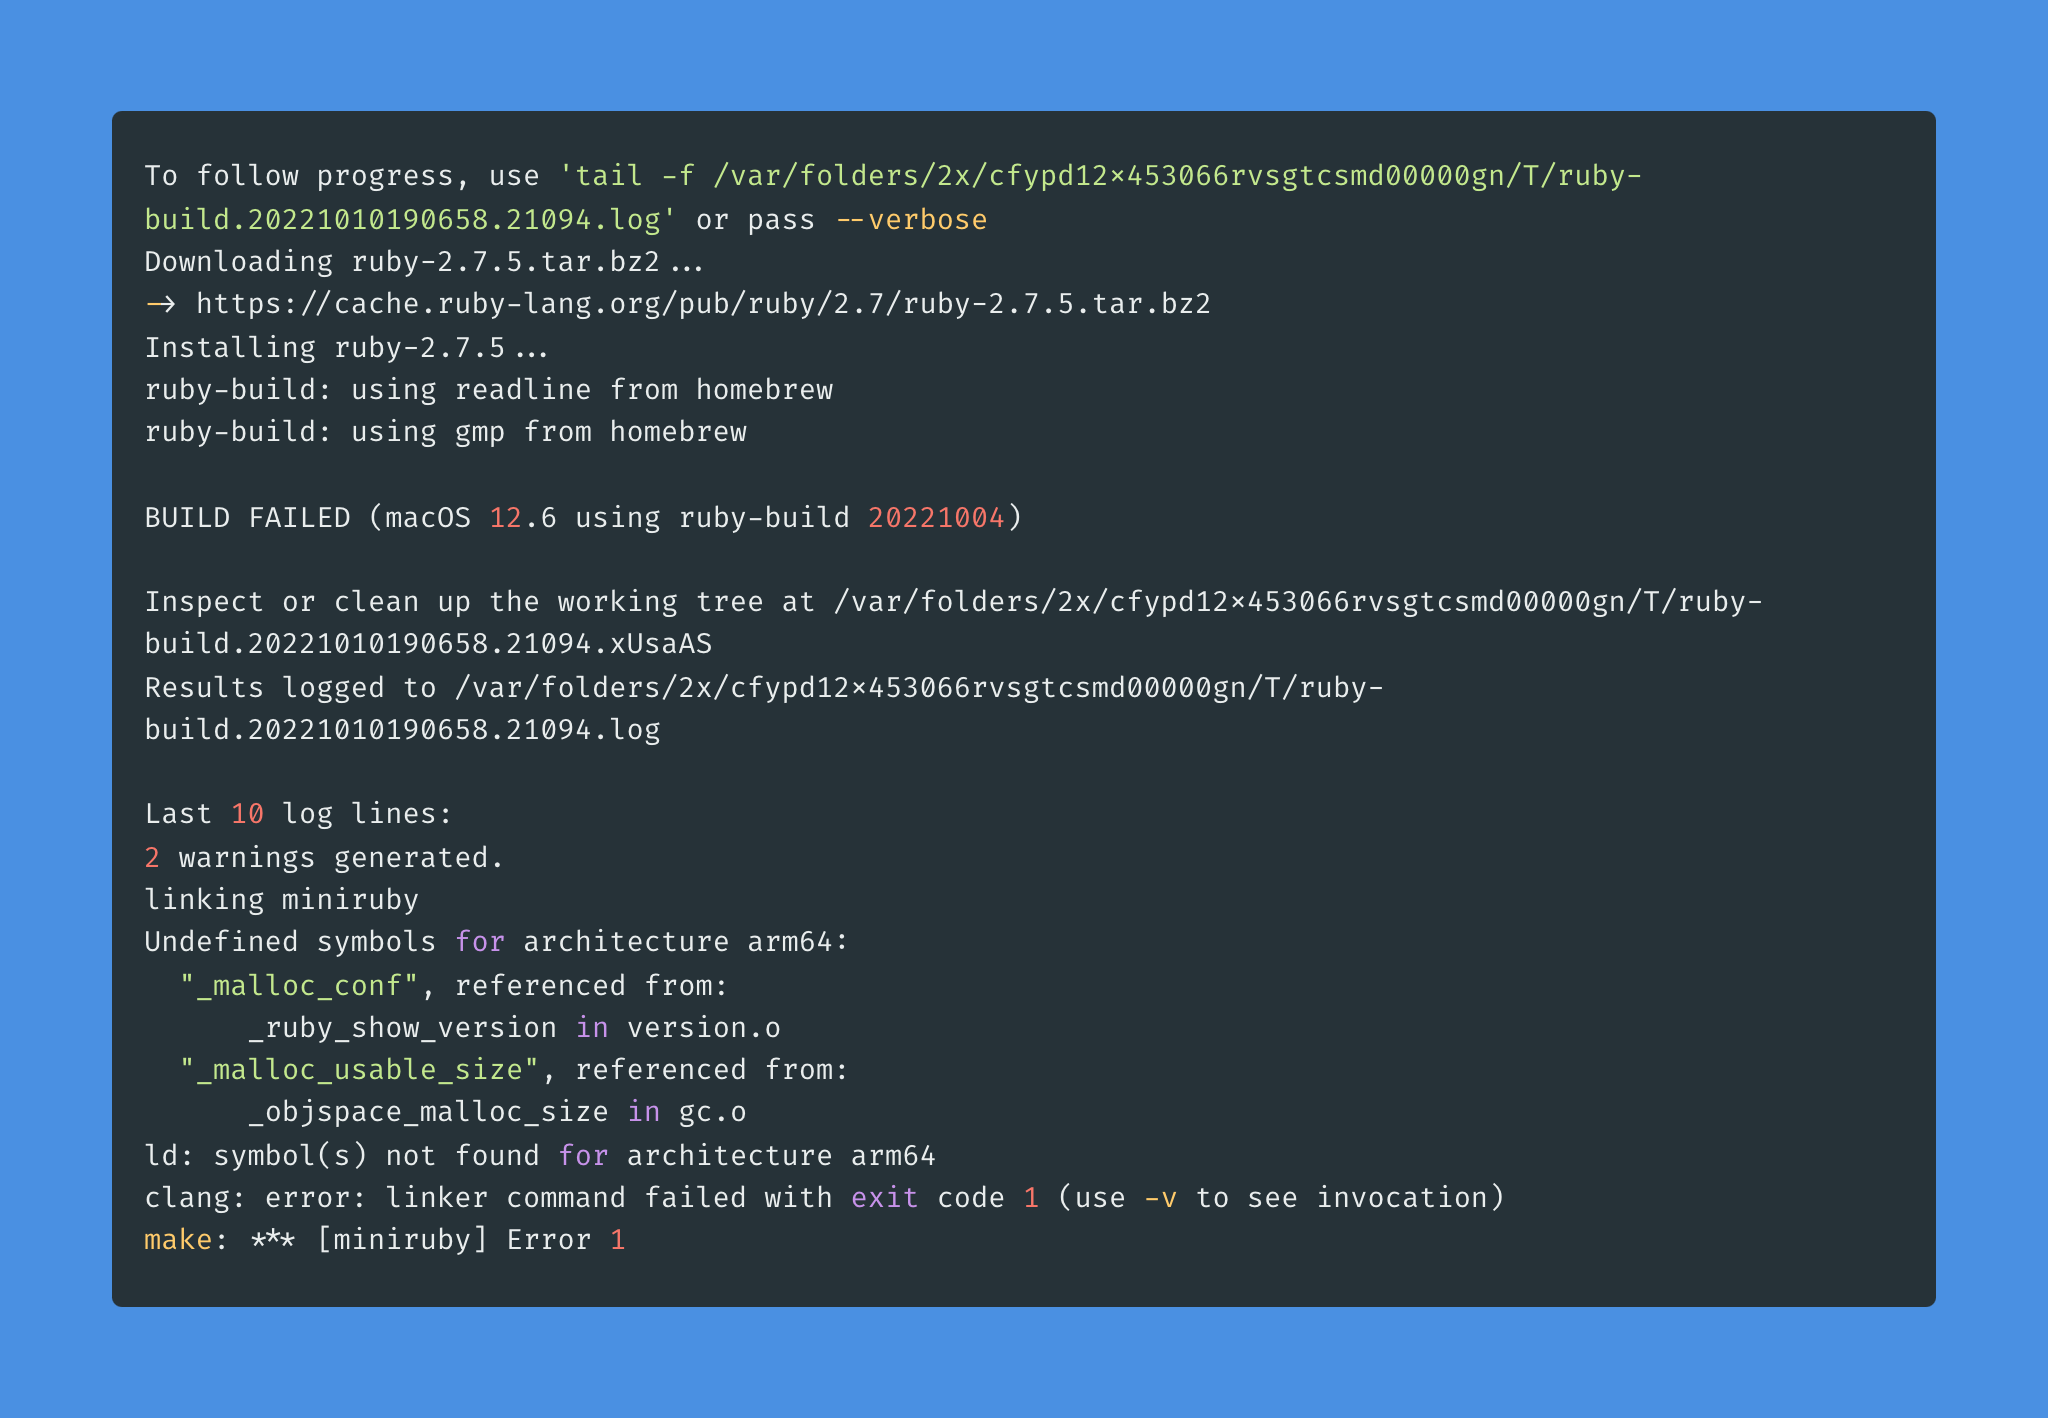 To follow progress, use 'tail -f /var/folders/2x/cfypd12x453066rvsgtcsmd00000gn/T/ruby-
build.20221010190658.21094.log' or pass --verbose
Downloading ruby-2.7.5.tar.bz2...
-> https://cache.ruby-lang.org/pub/ruby/2.7/ruby-2.7.5.tar.bz2
Installing ruby-2.7.5...
ruby-build: using readline from homebrew
ruby-build: using gmp from homebrew

BUILD FAILED (macOS 12.6 using ruby-build 20221004)

Inspect or clean up the working tree at /var/folders/2x/cfypd12x453066rvsgtcsmd00000gn/T/ruby-
build.20221010190658.21094.xUsaAS
Results logged to /var/folders/2x/cfypd12x453066rvsgtcsmd00000gn/T/ruby-
build.20221010190658.21094.log

Last 10 log lines:
2 warnings generated.
linking miniruby
Undefined symbols for architecture arm64:
  "_malloc_conf", referenced from:
      _ruby_show_version in version.o
  "_malloc_usable_size", referenced from:
      _objspace_malloc_size in gc.o
ld: symbol(s) not found for architecture arm64
clang: error: linker command failed with exit code 1 (use -v to see invocation)
make: *** [miniruby] Error 1